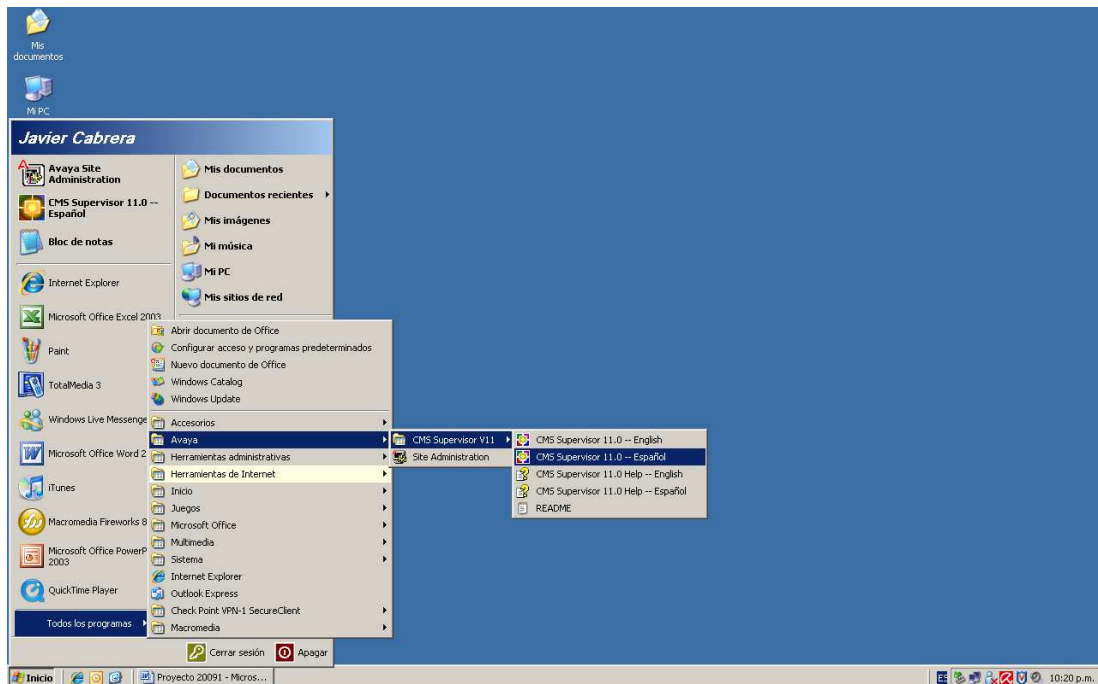 Mis
documentos
Mi PC
Javier Cabrera
Avaya Site
Administration
CMS Supervisor 11.0 --
Español
Bloc de notas
Internet Explorer
Microsoft Office Excel 2003
Paint
TotalMedia 3
Windows Live Messenge
Microsoft Office Word 2
iTunes
Macromedia Fireworks 8
Microsoft Office PowerP
2003
QuickTime Player
Todos los programas
Mis documentos
Documentos recientes
Mis imágenes
Mi música
Mi PC
Mis sitios de red
Abrir documento de Office
Configurar acceso y programas predeterminados
Nuevo documento de Office
Windows Catalog
Windows Update
Accesorios
Avaya
Herramientas administrativas
Herramientas de Internet
Inicio
Juegos
Microsoft Office
Multimedia
Sistema
Internet Explorer
Outlook Express
Check Point VPN-1 SecureClient
Macromedia
CMS Supervisor V11
Site Administration
CMS Supervisor 11.0 -- English
CMS Supervisor 11.0 -- Español
CMS Supervisor 11.0 Help -- English
CMS Supervisor 11.0 Help -- Español
README
Cerrar sesión
Apagar
Inicio
Proyecto 20091 - Micros...
ES
10:20 p.m.